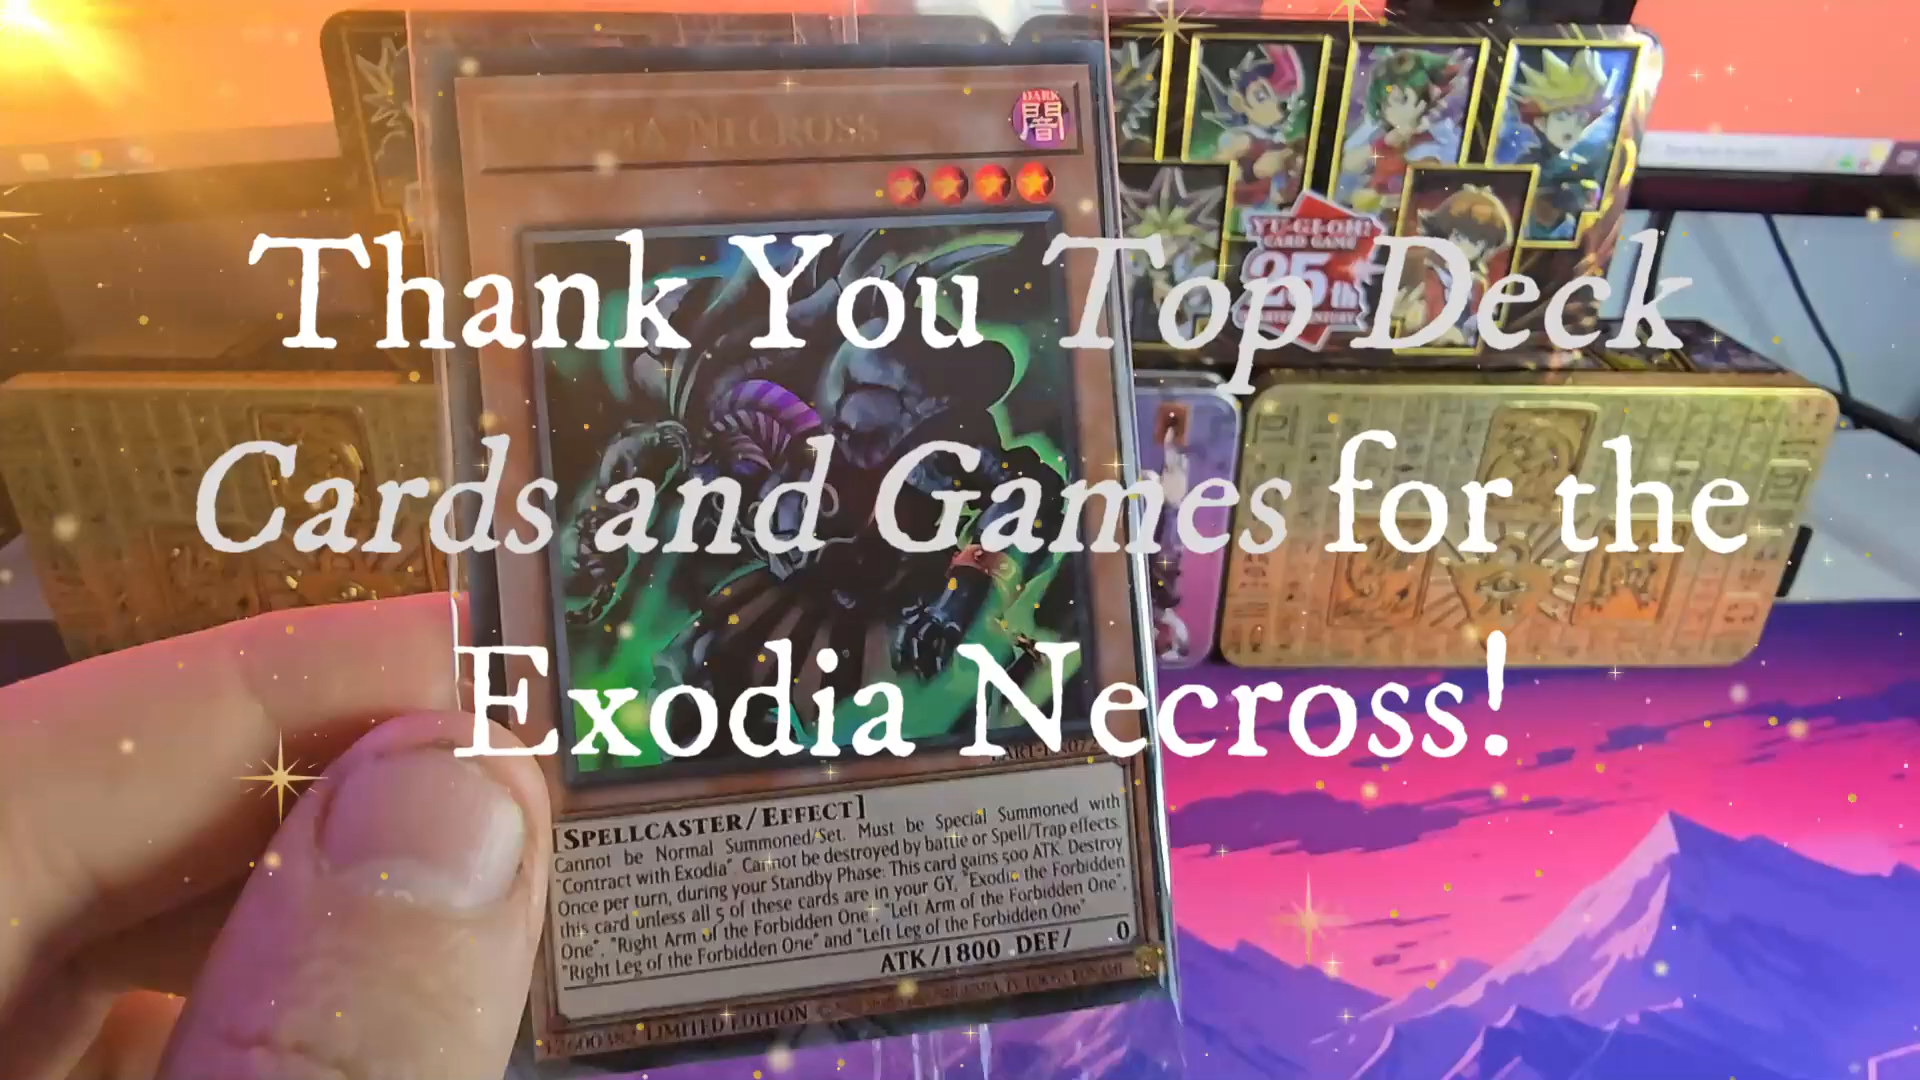 Thank You Top Deck
Cards and Games for the
Exodia Necross!
NECROSS
DARK
闇
YU-GI-OH!
CARD GAME
25th
[SPELLCASTER/EFFECT]
Cannot be Normal Summoned/Set. Must be Special Summoned with
"Contract with Exodia". Cannot be destroyed by battle or Spell/Trap effects.
Once per turn, during your Standby Phase: This card gains 500 ATK. Destroy
this card unless all 5 of these cards are in your GY. "Exodia the Forbidden
One", "Right Arm of the Forbidden One", "Left Arm of the Forbidden One",
"Right Leg of the Forbidden One" and "Left Leg of the Forbidden One"
ATK/1800 DEF/ 0
LIMITED EDITION